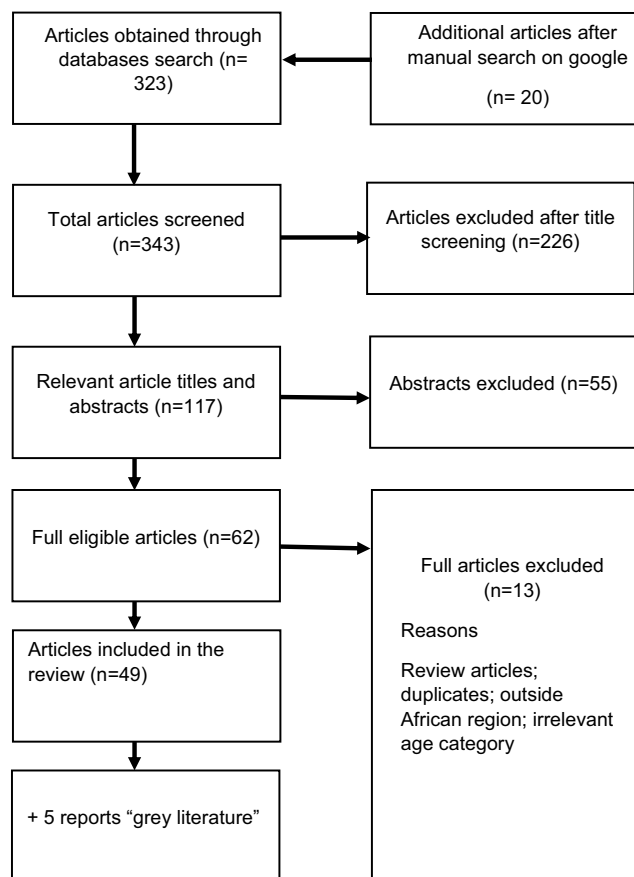 Articles obtained through
databases search (n=
323)
Additional articles after
manual search on google
(n= 20)
Total articles screened
(n=343)
Articles excluded after title
screening (n=226)
Relevant article titles and
abstracts (n=117)
Abstracts excluded (n=55)
Full eligible articles (n=62)
Full articles excluded
(n=13)
Reasons
Review articles;
duplicates; outside
African region; irrelevant
age category
Articles included in the
review (n=49)
+ 5 reports “grey literature”